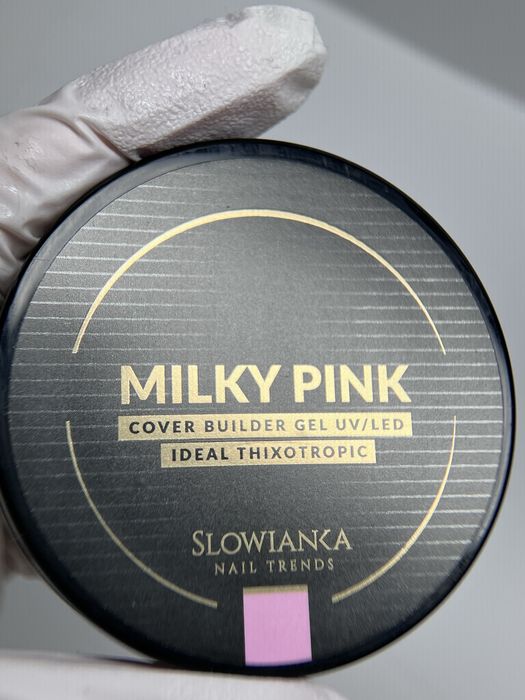 MILKY PINK
COVER BUILDER GEL UV/LED
IDEAL THIXOTROPIC
SLOWIANKA
NAIL TRENDS